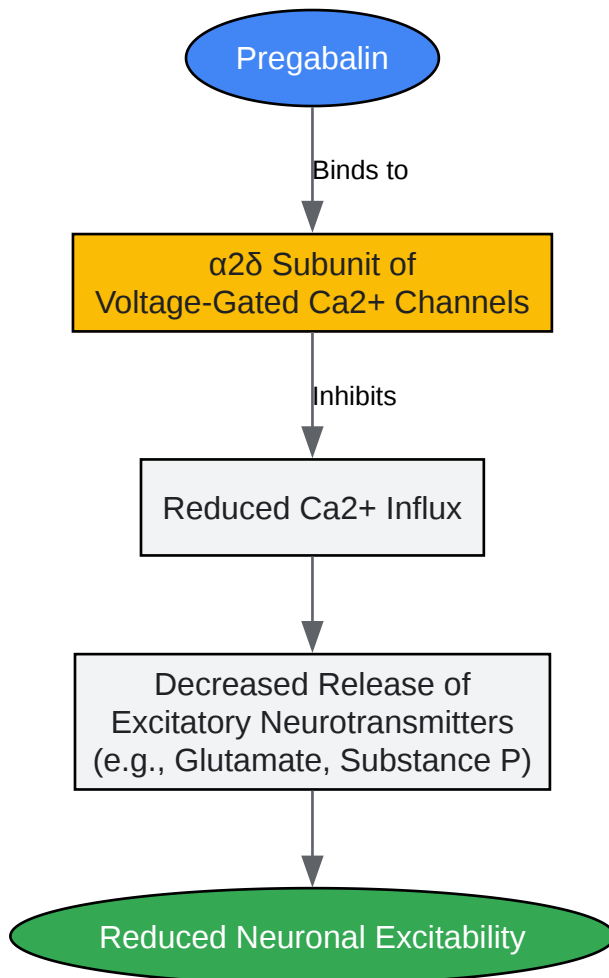 Pregabalin
Binds to
α2δ Subunit of
Voltage-Gated Ca2+ Channels
Inhibits
Reduced Ca2+ Influx
Decreased Release of
Excitatory Neurotransmitters
(e.g., Glutamate, Substance P)
Reduced Neuronal Excitability